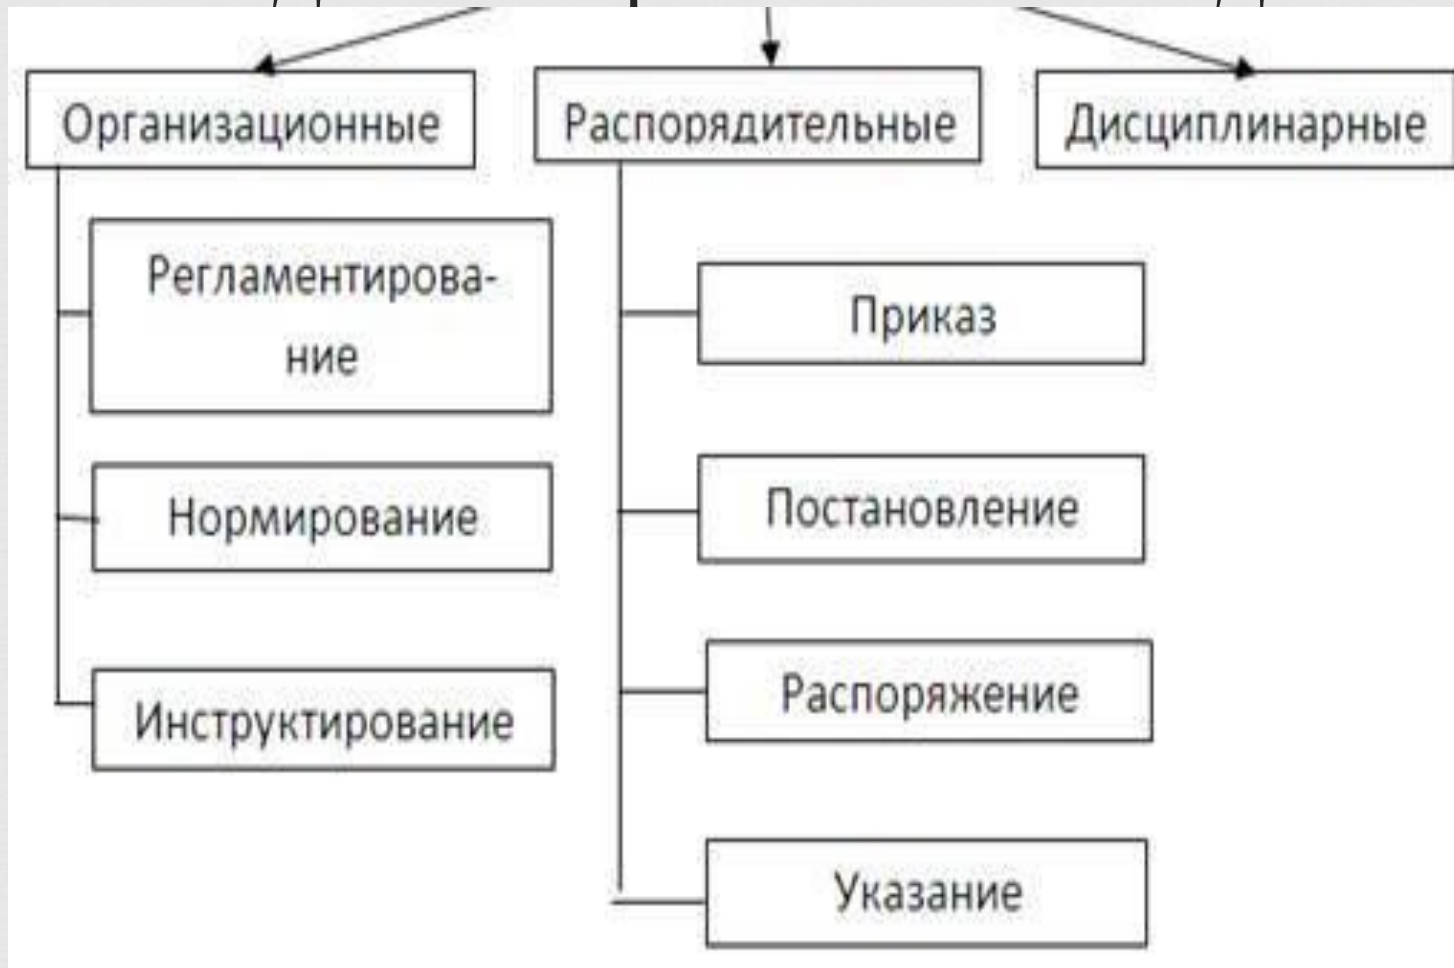 Организационные
Распорядительные
Дисциплинарные
Регламентирова-
ние
Приказ
Нормирование
Постановление
Инструктирование
Распоряжение
Указание